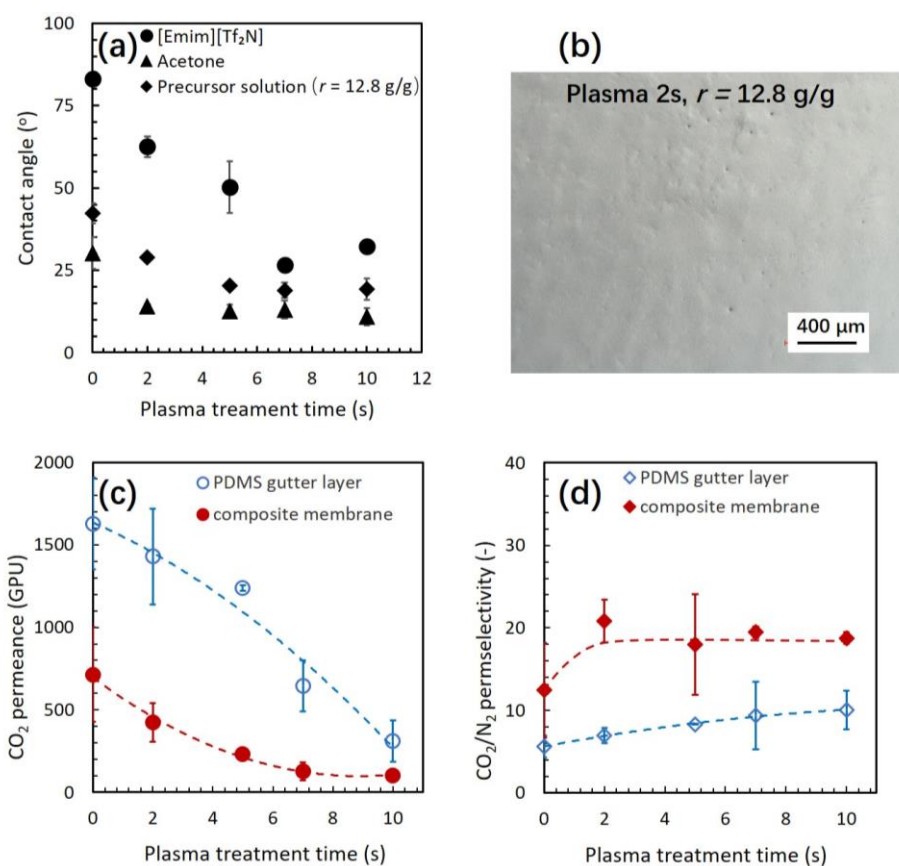 (a)
[Emim][Tf₂N]
Acetone
Precursor solution (r = 12.8 g/g)
100
75
50
25
0
Contact angle (°)
0 2 4 6 8 10 12
Plasma treament time (s)
(b)
Plasma 2s, r = 12.8 g/g
400 μm
(c)
PDMS gutter layer
composite membrane
2000
1500
1000
500
0
CO₂ permeance (GPU)
0 2 4 6 8 10
Plasma treatment time (s)
(d)
PDMS gutter layer
composite membrane
40
30
20
10
0
CO₂/N₂ permselectivity (-)
0 2 4 6 8 10
Plasma treatment time (s)